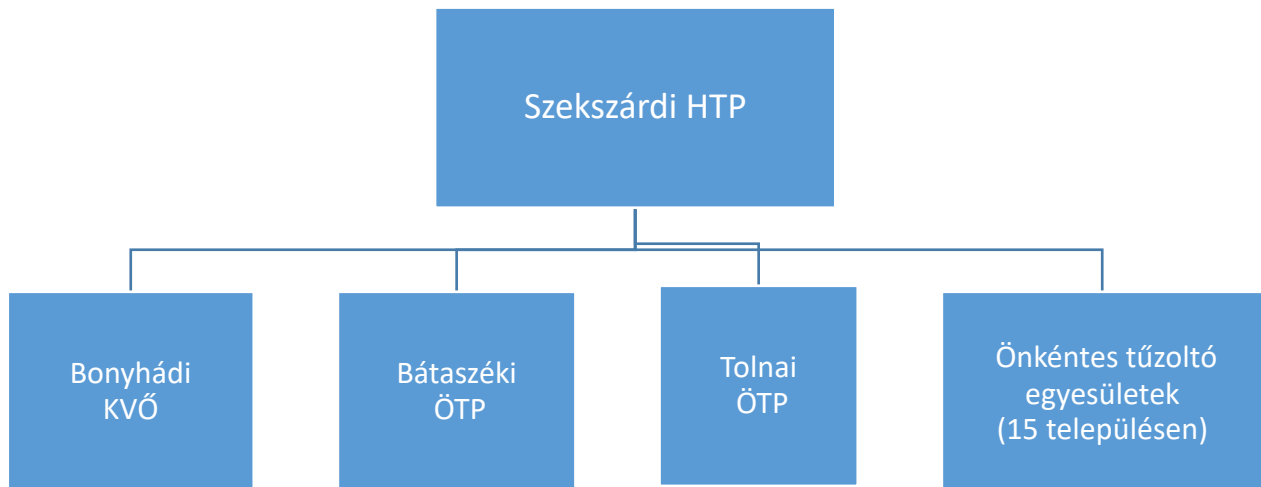 Szekszárdi HTP
Bonyhádi
KVŐ
Bátaszéki
ÖTP
Tolnai
ÖTP
Önkéntes tűzoltó
egyesületek
(15 településen)